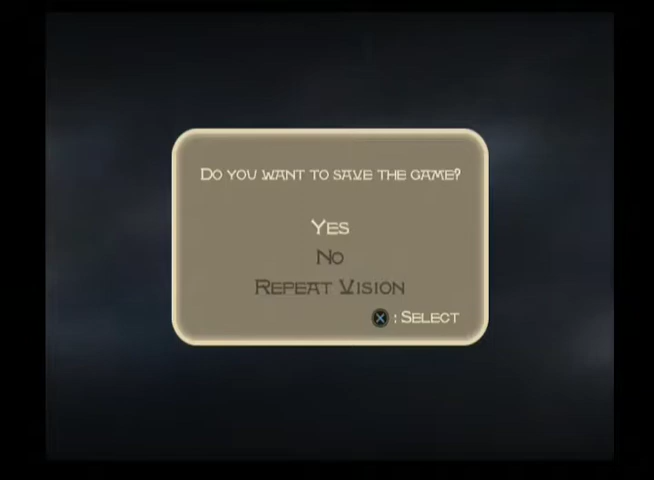 Do you want to save the game?
Yes
No
Repeat Vision
: Select